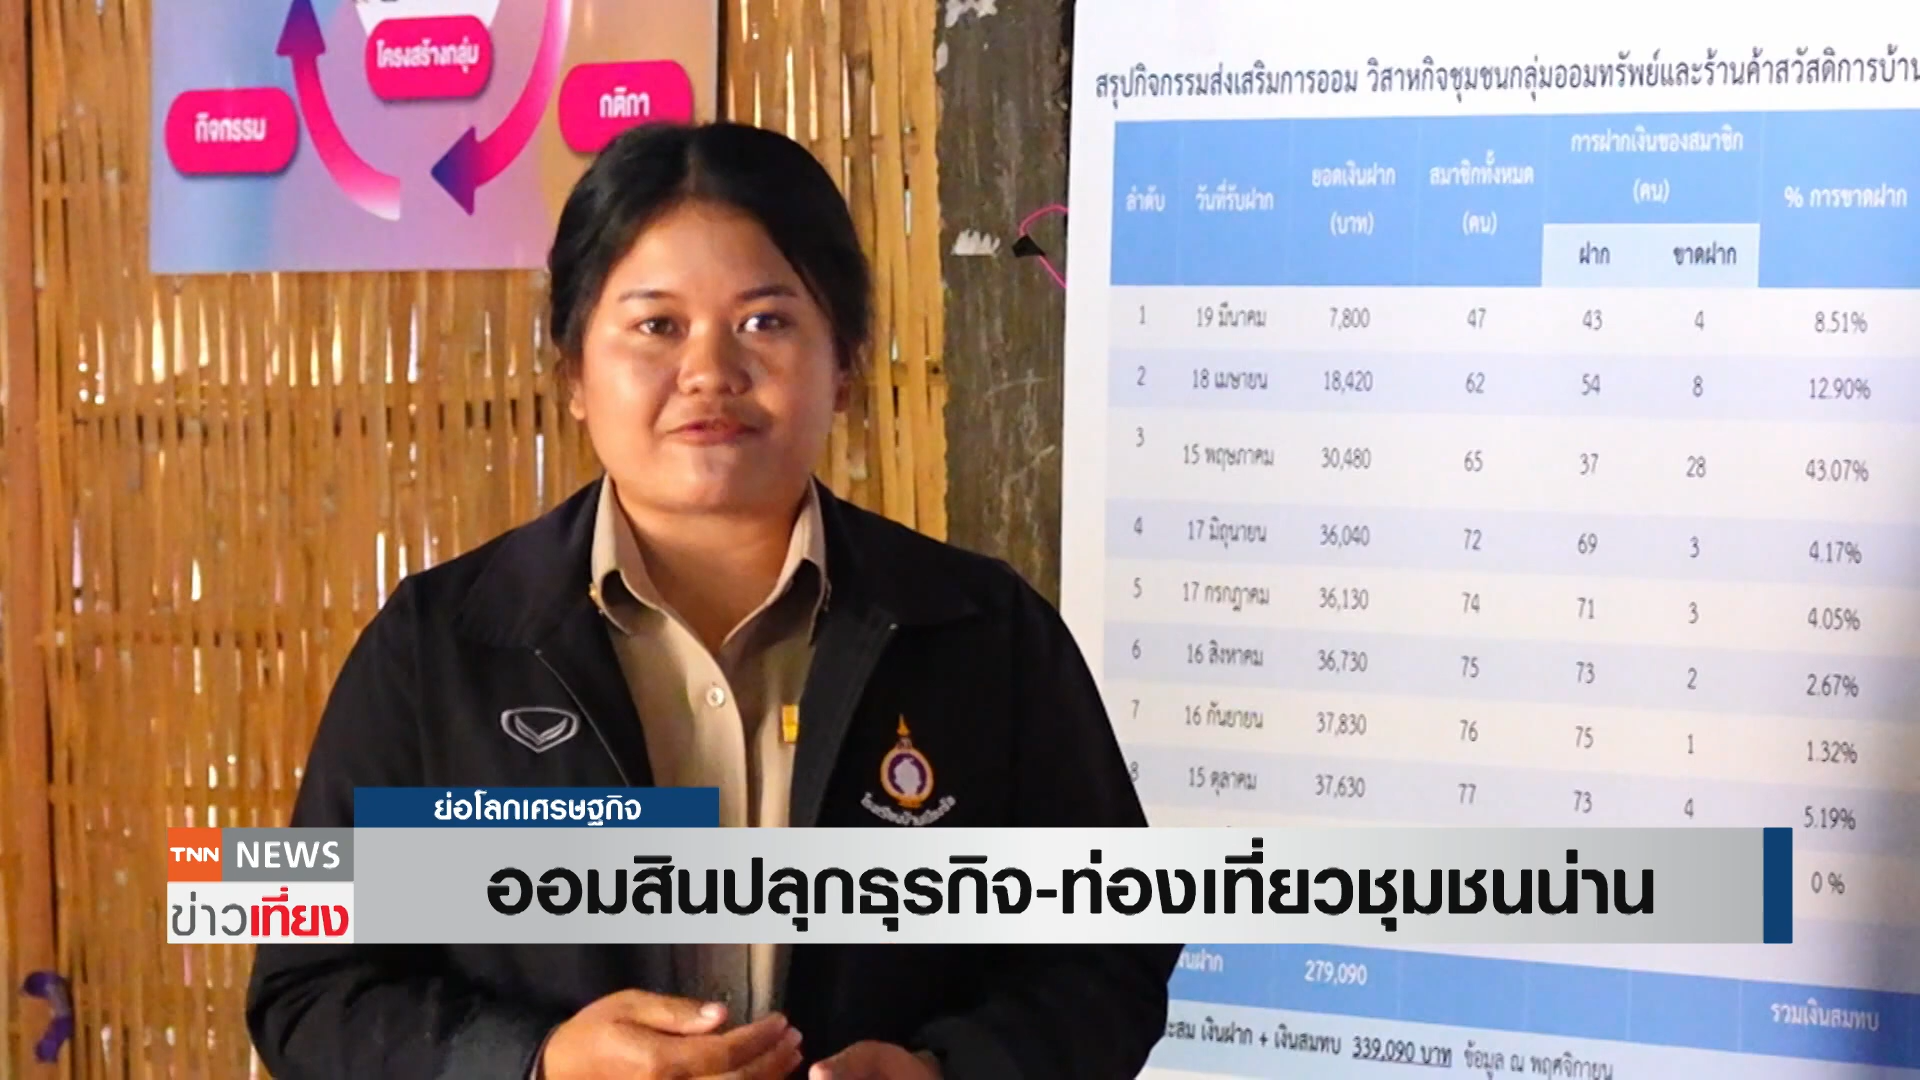 โครงสร้างกลุ่ม
กิจกรรม
กติกา
สรุปกิจกรรมส่งเสริมการออม วิสาหกิจชุมชนกลุ่มออมทรัพย์และร้านค้าสวัสดิการบ้าน
ลำดับ วันที่รับฝาก ยอดเงินฝาก (บาท) สมาชิกทั้งหมด (คน) การฝากเงินของสมาชิก (คน) % การขาดฝาก
ฝาก ขาดฝาก
1 19 มีนาคม 7,800 47 43 4 8.51%
2 18 เมษายน 18,420 62 54 8 12.90%
3 15 พฤษภาคม 30,480 65 37 28 43.07%
4 17 มิถุนายน 36,040 72 69 3 4.17%
5 17 กรกฎาคม 36,130 74 71 3 4.05%
6 16 สิงหาคม 36,730 75 73 2 2.67%
7 16 กันยายน 37,830 76 75 1 1.32%
8 15 ตุลาคม 37,630 77 73 4 5.19%
0 %
279,090
รวมเงินสมทบ
เงินฝาก + เงินสมทบ 339,090 บาท ข้อมูล ณ พฤศจิกายน
ย่อโลกเศรษฐกิจ
TNN NEWS
ข่าวเที่ยง
ออมสินปลุกธุรกิจ-ท่องเที่ยวชุมชนน่าน